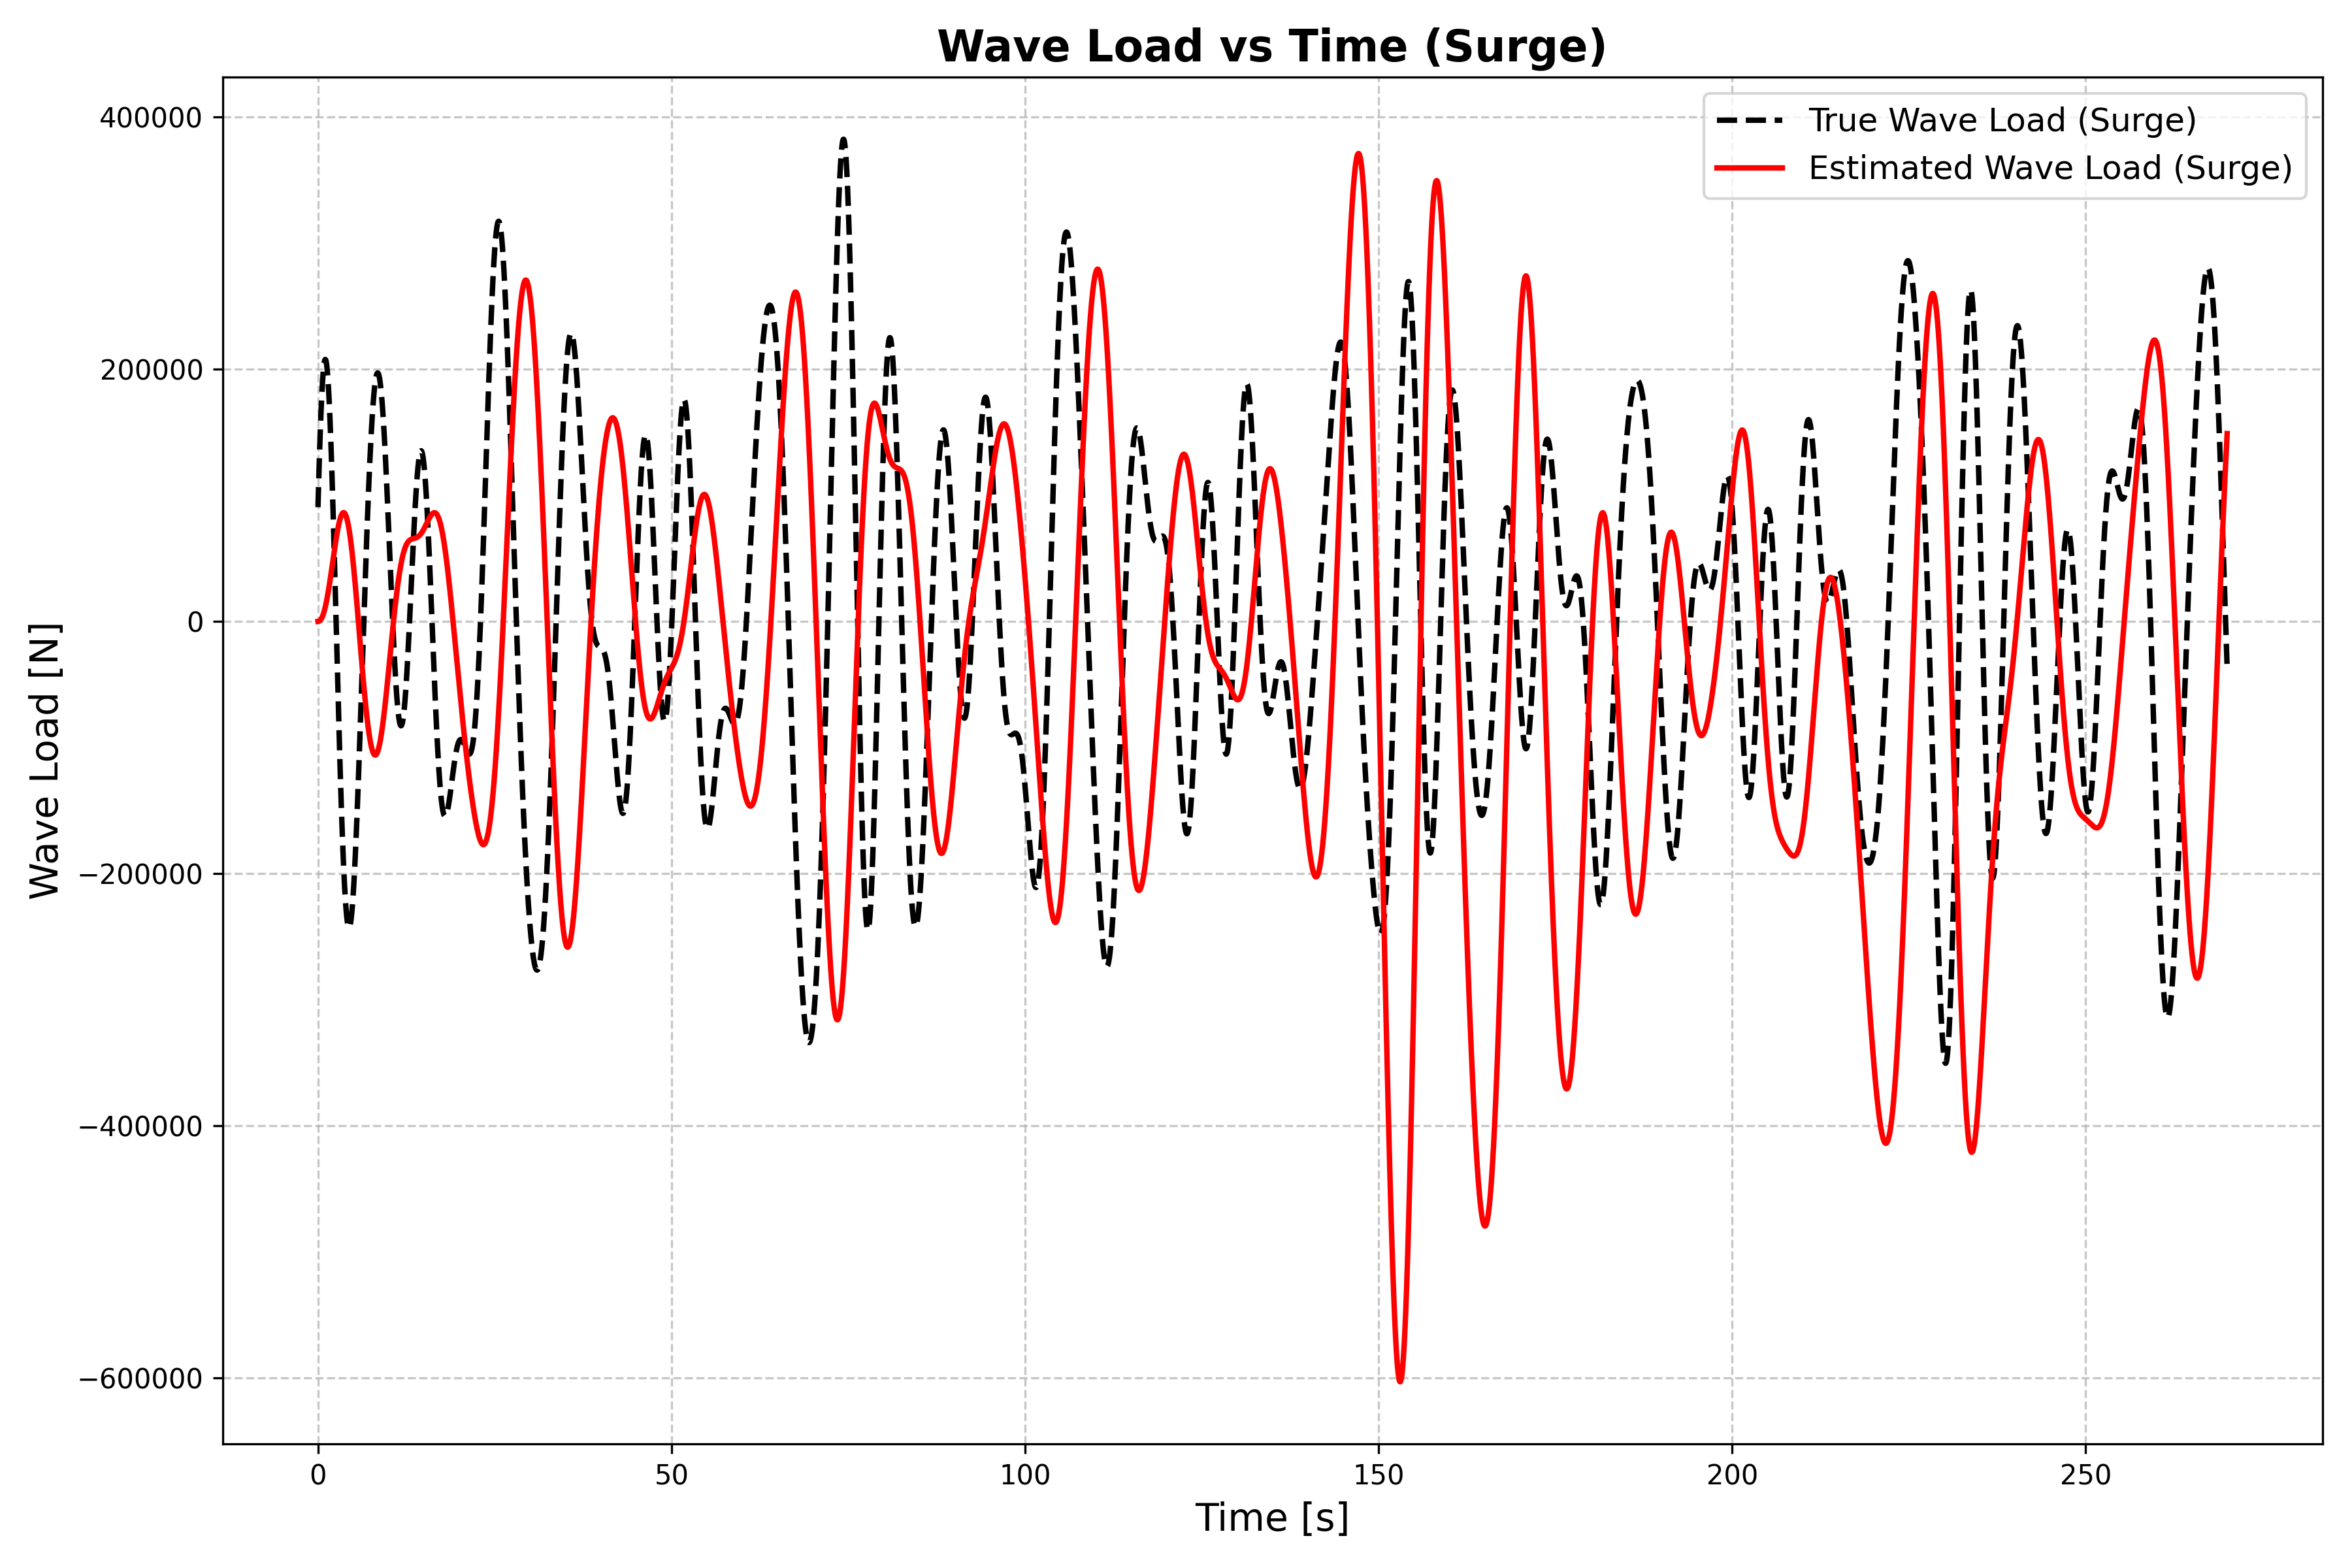 Wave Load vs Time (Surge)
True Wave Load (Surge)
Estimated Wave Load (Surge)
Wave Load [N]
400000
200000
0
−200000
−400000
−600000
0 50 100 150 200 250
Time [s]